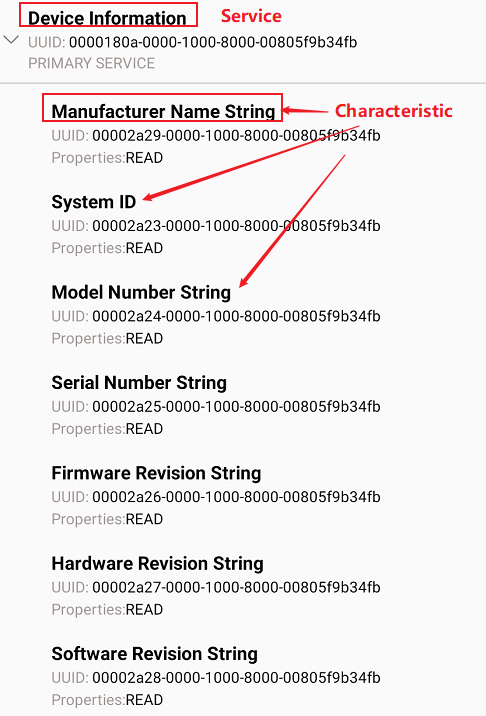 Device Information Service
UUID: 0000180a-0000-1000-8000-00805f9b34fb
PRIMARY SERVICE
Manufacturer Name String Characteristic
UUID: 00002a29-0000-1000-8000-00805f9b34fb
Properties:READ
System ID
UUID: 00002a23-0000-1000-8000-00805f9b34fb
Properties:READ
Model Number String
UUID: 00002a24-0000-1000-8000-00805f9b34fb
Properties:READ
Serial Number String
UUID: 00002a25-0000-1000-8000-00805f9b34fb
Properties:READ
Firmware Revision String
UUID: 00002a26-0000-1000-8000-00805f9b34fb
Properties:READ
Hardware Revision String
UUID: 00002a27-0000-1000-8000-00805f9b34fb
Properties:READ
Software Revision String
UUID: 00002a28-0000-1000-8000-00805f9b34fb
Properties:READ